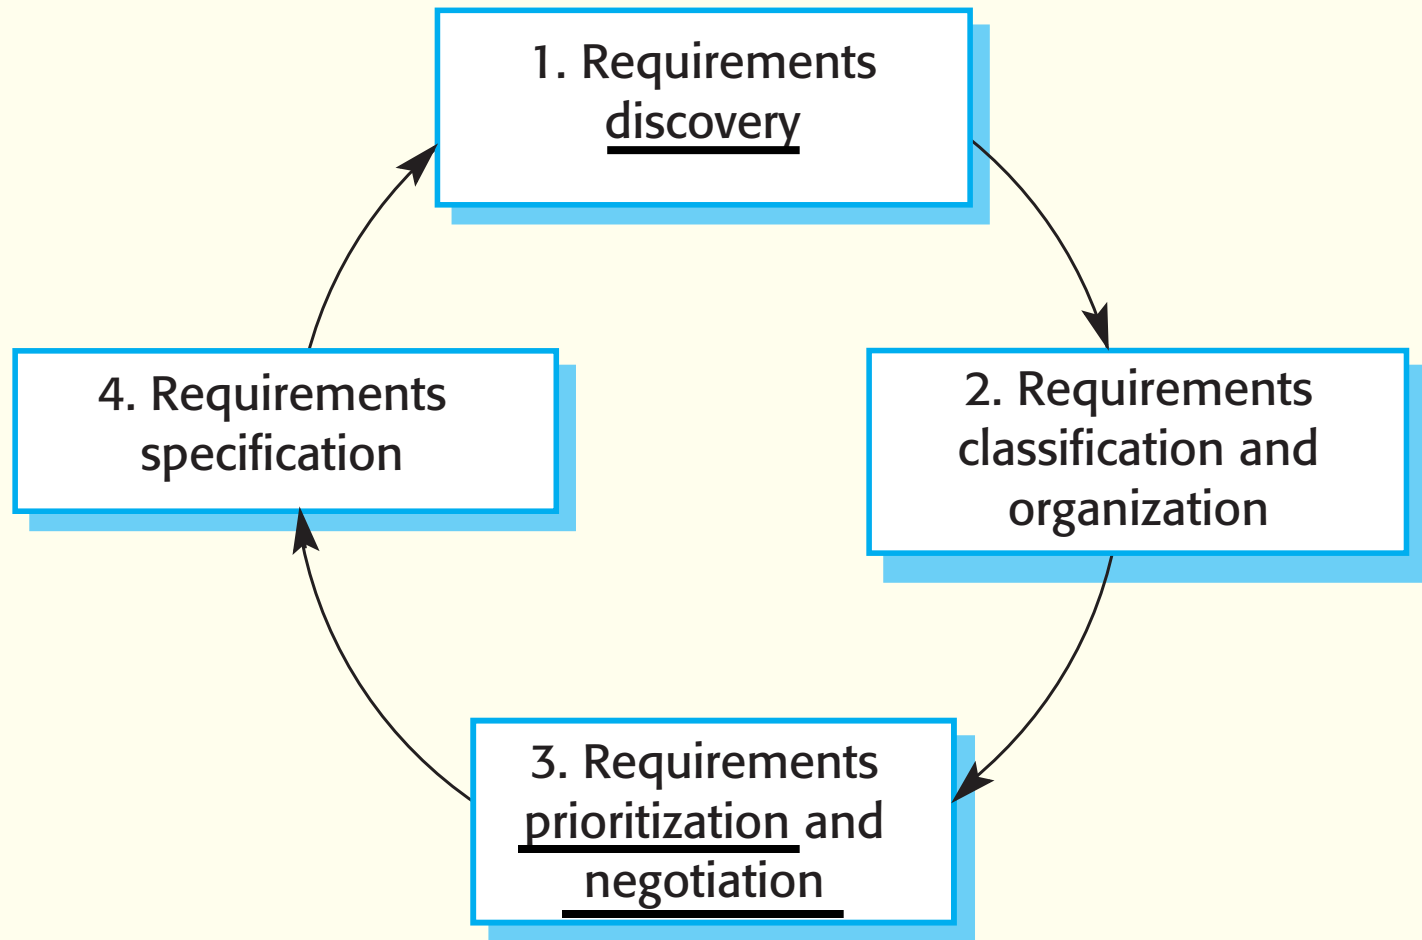 1. Requirements
discovery
2. Requirements
classification and
organization
3. Requirements
prioritization and
negotiation
4. Requirements
specification